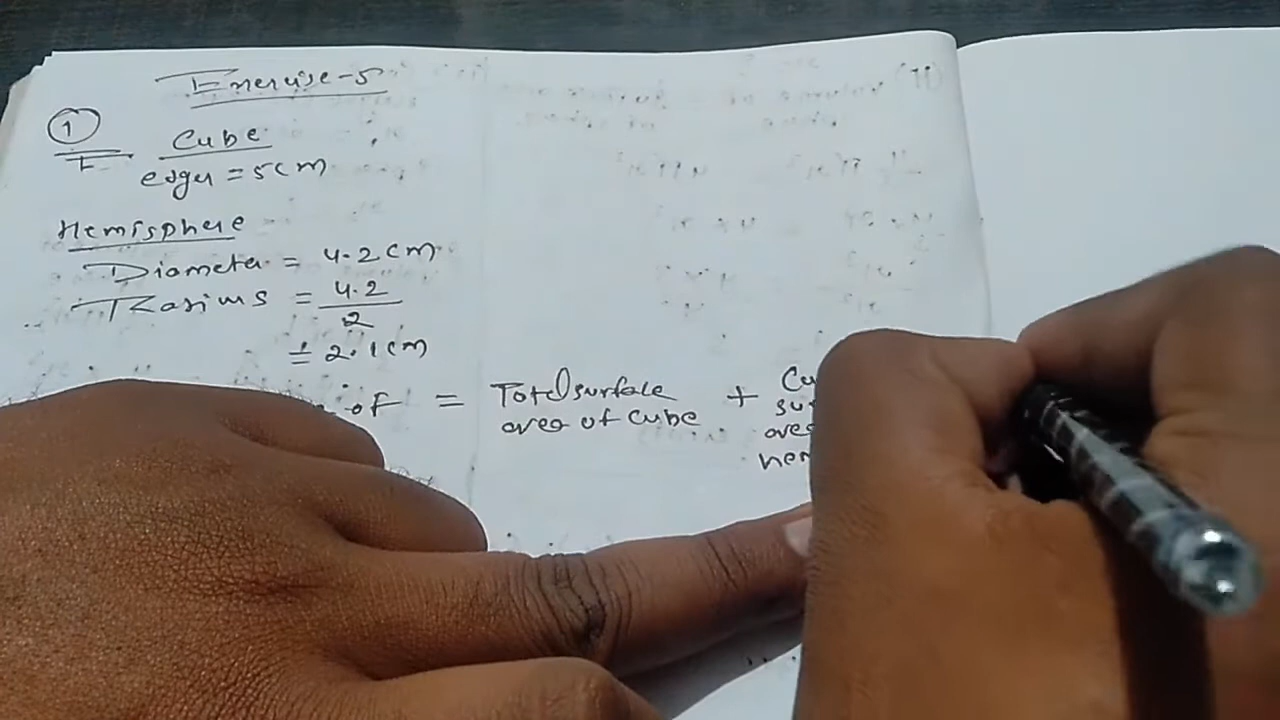 Exercise-5
1 Cube
edge = 5cm
Hemisphere
Diameter = 4.2cm
Radius = 4.2
2
= 2.1cm
of = Total surface + Cu
area of cube su
are
hem